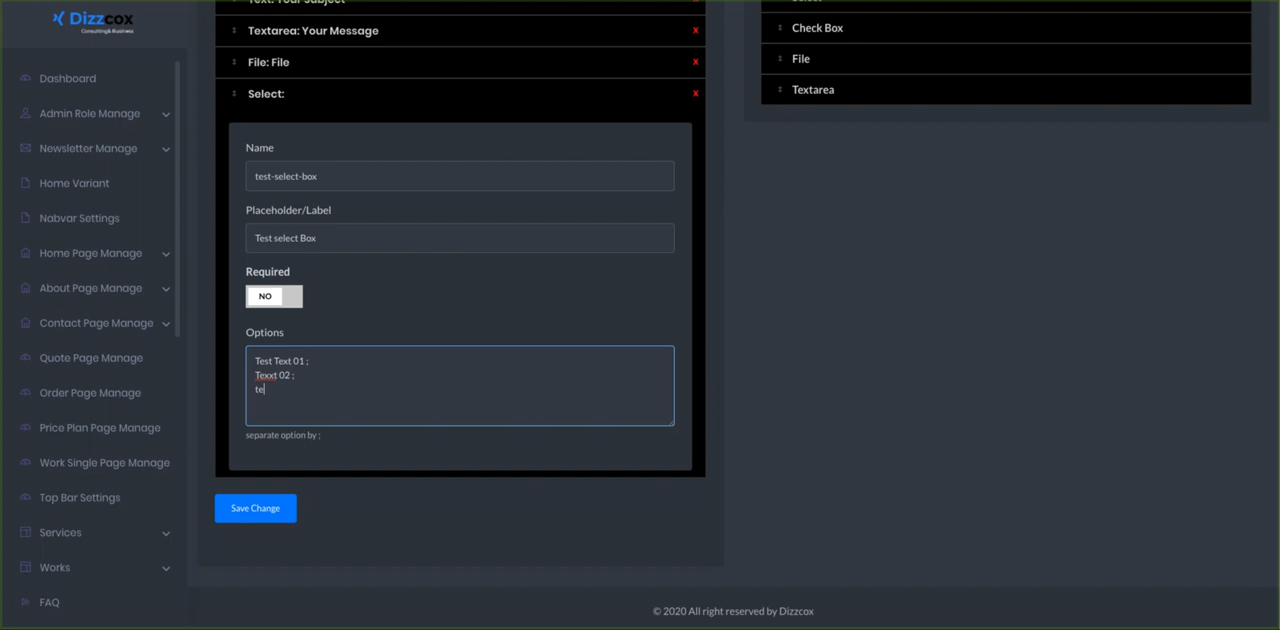 Dizzcox
Consulting & Business
Dashboard
Admin Role Manage
Newsletter Manage
Home Variant
Nabvar Settings
Home Page Manage
About Page Manage
Contact Page Manage
Quote Page Manage
Order Page Manage
Price Plan Page Manage
Work Single Page Manage
Top Bar Settings
Services
Works
FAQ
Text: Your Subject
Textarea: Your Message X
File: File X
Select: X
Name
test-select-box
Placeholder/Label
Test select Box
Required
NO
Options
Test Text 01 ;
Texxt 02 ;
te
separate option by ;
Save Change
Select
Check Box
File
Textarea
© 2020 All right reserved by Dizzcox